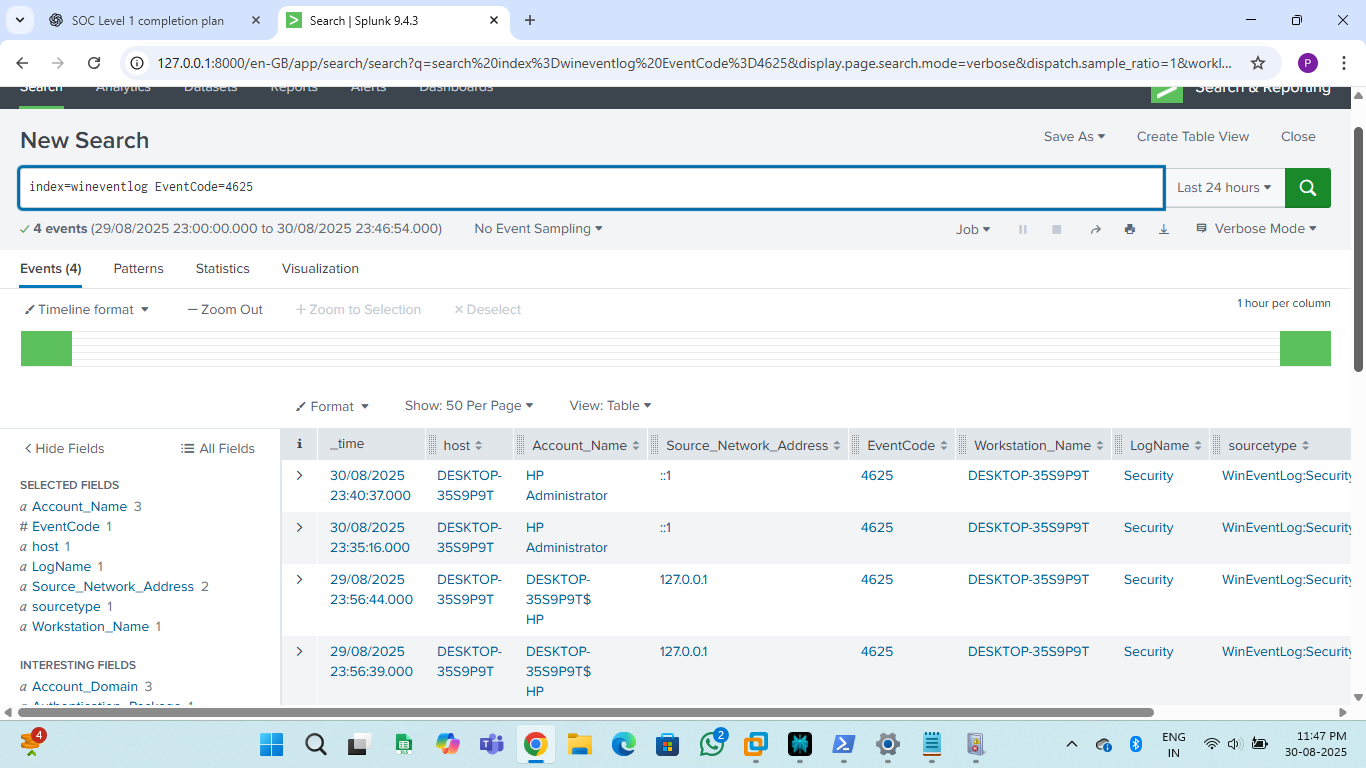 SOC Level 1 completion plan
Search | Splunk 9.4.3
127.0.0.1:8000/en-GB/app/search/search?q=search%20index%3Dwineventlog%20EventCode%3D4625&display.page.search.mode=verbose&dispatch.sample_ratio=1&workl...
P
Search Analytics Datasets Reports Alerts Dashboards Search & Reporting
New Search
Save As Create Table View Close
index=wineventlog EventCode=4625
Last 24 hours
4 events (29/08/2025 23:00:00.000 to 30/08/2025 23:46:54.000) No Event Sampling Job Verbose Mode
Events (4) Patterns Statistics Visualization
Timeline format — Zoom Out + Zoom to Selection × Deselect
1 hour per column
Format Show: 50 Per Page View: Table
< Hide Fields All Fields
SELECTED FIELDS
a Account_Name 3
# EventCode 1
a host 1
a LogName 1
a Source_Network_Address 2
a sourcetype 1
a Workstation_Name 1
INTERESTING FIELDS
a Account_Domain 3
a Authentication_Package 1
i _time host Account_Name Source_Network_Address EventCode Workstation_Name LogName sourcetype
30/08/2025 DESKTOP- HP ::1 4625 DESKTOP-35S9P9T Security WinEventLog:Security
23:40:37.000 35S9P9T Administrator
30/08/2025 DESKTOP- HP ::1 4625 DESKTOP-35S9P9T Security WinEventLog:Security
23:35:16.000 35S9P9T Administrator
29/08/2025 DESKTOP- DESKTOP- 127.0.0.1 4625 DESKTOP-35S9P9T Security WinEventLog:Security
23:56:44.000 35S9P9T 35S9P9T$
HP
29/08/2025 DESKTOP- DESKTOP- 127.0.0.1 4625 DESKTOP-35S9P9T Security WinEventLog:Security
23:56:39.000 35S9P9T 35S9P9T$
HP
4
2
ENG
IN
11:47 PM
30-08-2025